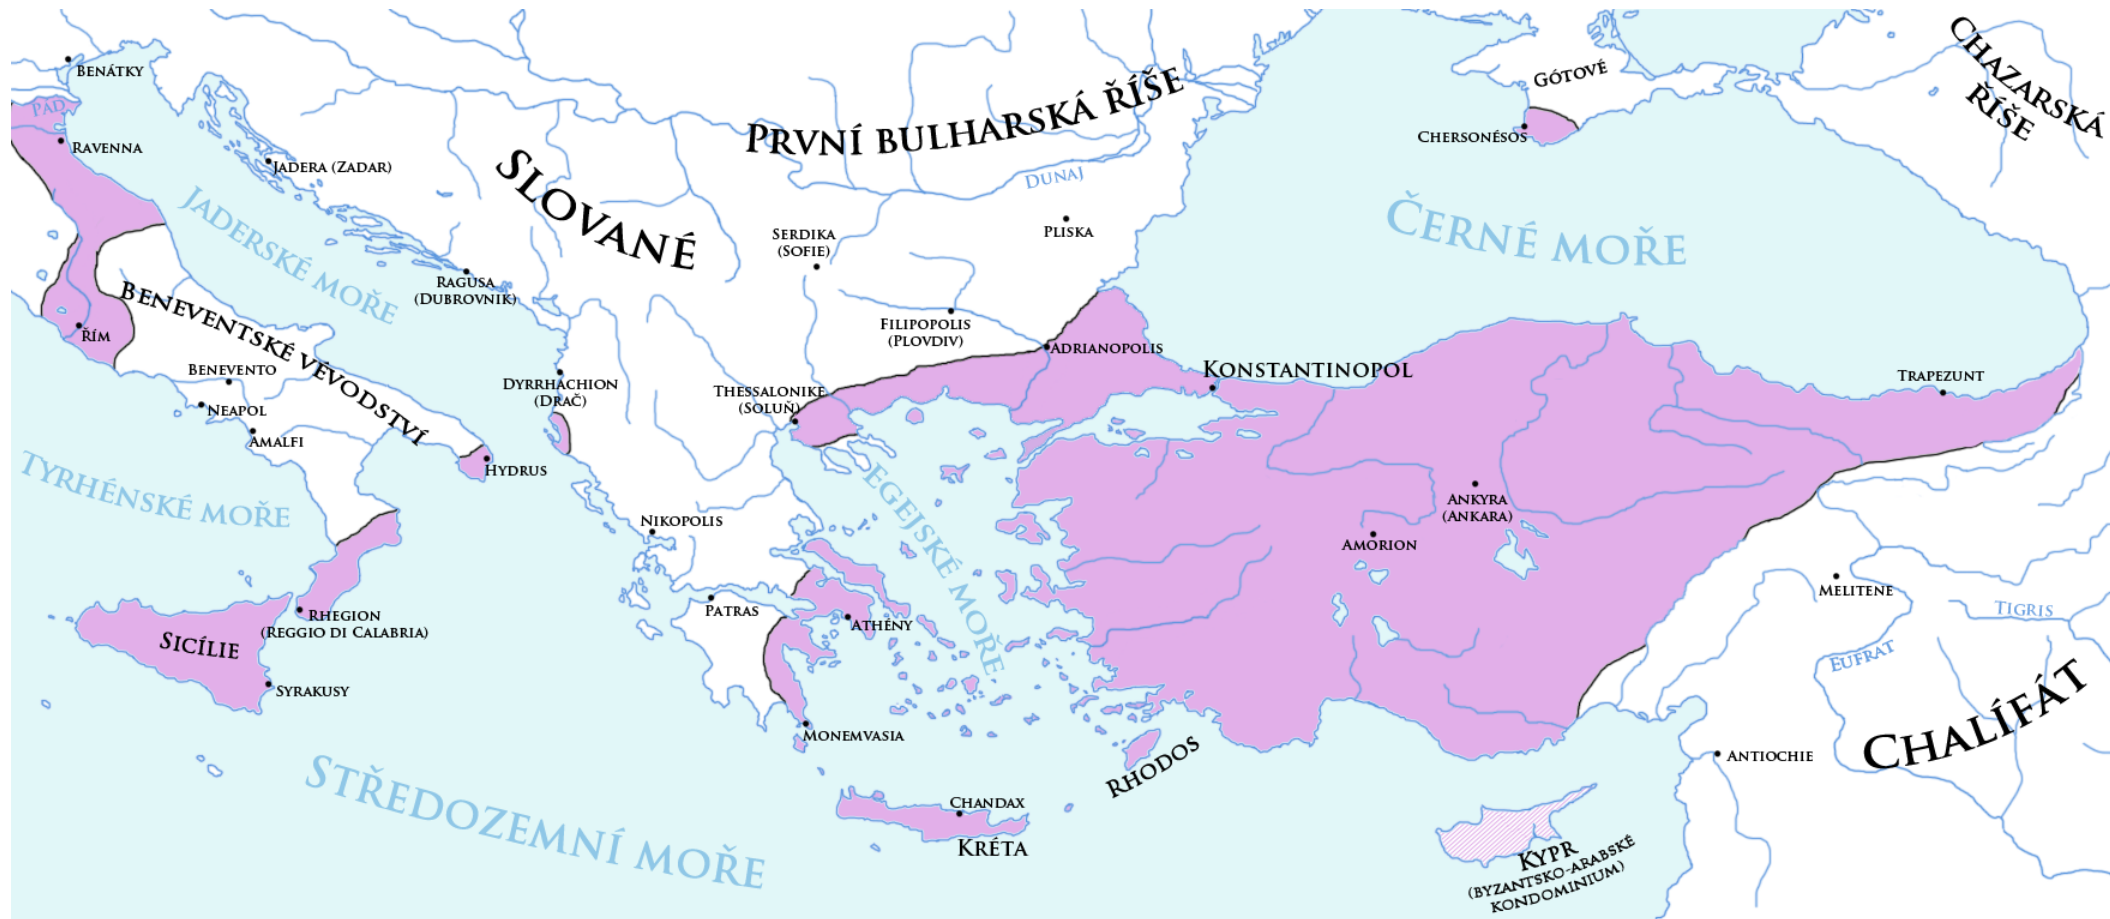 Benátky
Pád
Ravenna
Jadera (Zadar)
Jaderské moře
Slované
První bulharská říše
Dunaj
Pliska
Serdika
(Sofie)
Filipopolis
(Plovdiv)
Adrianopolis
Konstantinopol
Gótové
Chersonésos
Chazarská
říše
Černé moře
Trapezunt
Ragusa
(Dubrovnik)
Řím
Beneventské vévodství
Benevento
Neapol
Amalfi
Hydrus
Dyrrhachion
(Drač)
Thessalonike
(Soluň)
Tyrhénské moře
Egejské moře
Nikopolis
Patras
Athény
Monemvasia
Rhegion
(Reggio di Calabria)
Sicílie
Syrakusy
Středozemní moře
Chandax
Kréta
Rhodos
Ankyra
(Ankara)
Amorion
Melitene
Tigris
Eufrat
Chalífát
Antiochie
Kypr
(byzantsko-arabské
kondominium)